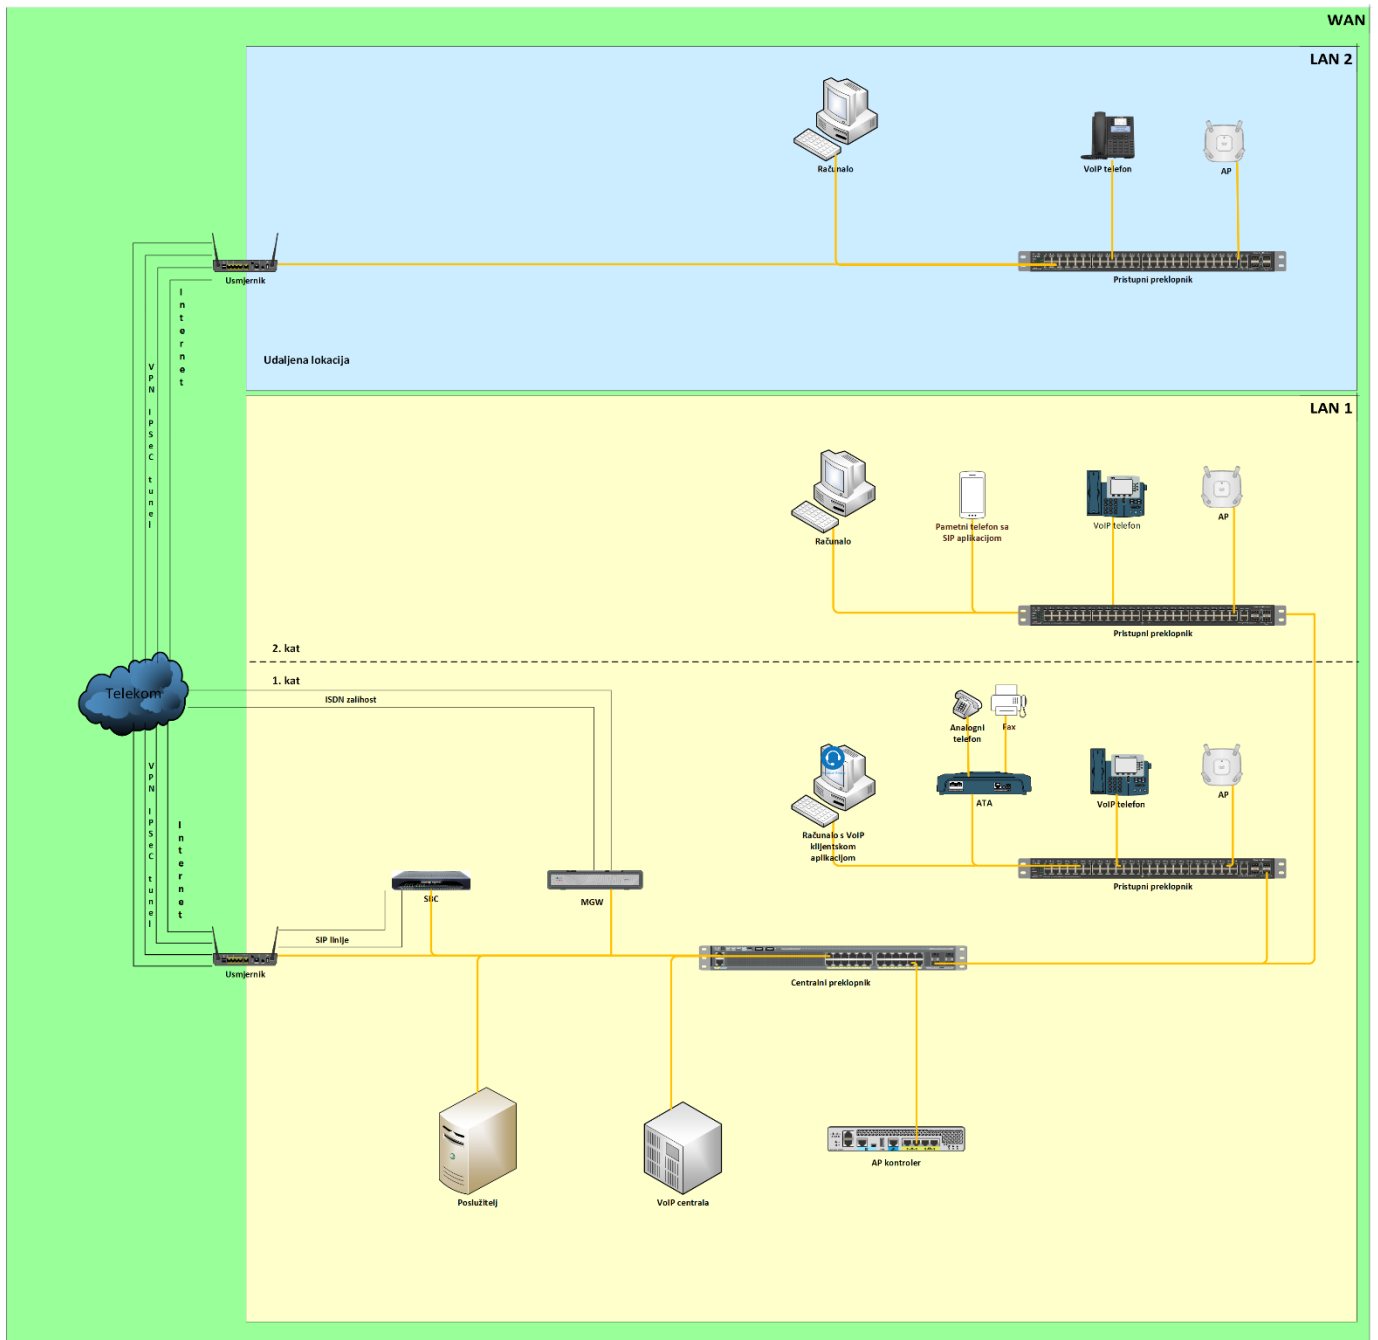 WAN
LAN 2
Računalo
VoIP telefon
AP
Usmjernik
Pristupni preklopnik
Internet
VPN IPSeC tunel
Udaljena lokacija
LAN 1
Računalo
Pametni telefon sa
SIP aplikacijom
VoIP telefon
AP
Pristupni preklopnik
2. kat
1. kat
Telekom
ISDN zalihost
Analogni
telefon
Fax
ATA
VoIP telefon
AP
Računalo s VoIP
klijentskom
aplikacijom
Pristupni preklopnik
VPN IPSeC tunel
Internet
SBC
MGW
SIP linije
Usmjernik
Centralni preklopnik
AP kontroler
Poslužitelj
VoIP centrala